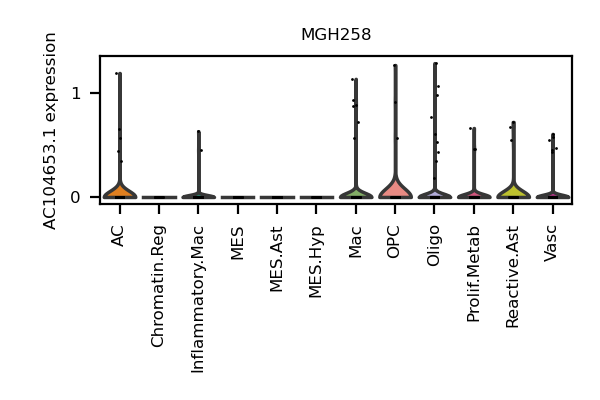 MGH258
AC104653.1 expression
1
0
AC
Chromatin.Reg
Inflammatory.Mac
MES
MES.Ast
MES.Hyp
Mac
OPC
Oligo
Prolif.Metab
Reactive.Ast
Vasc